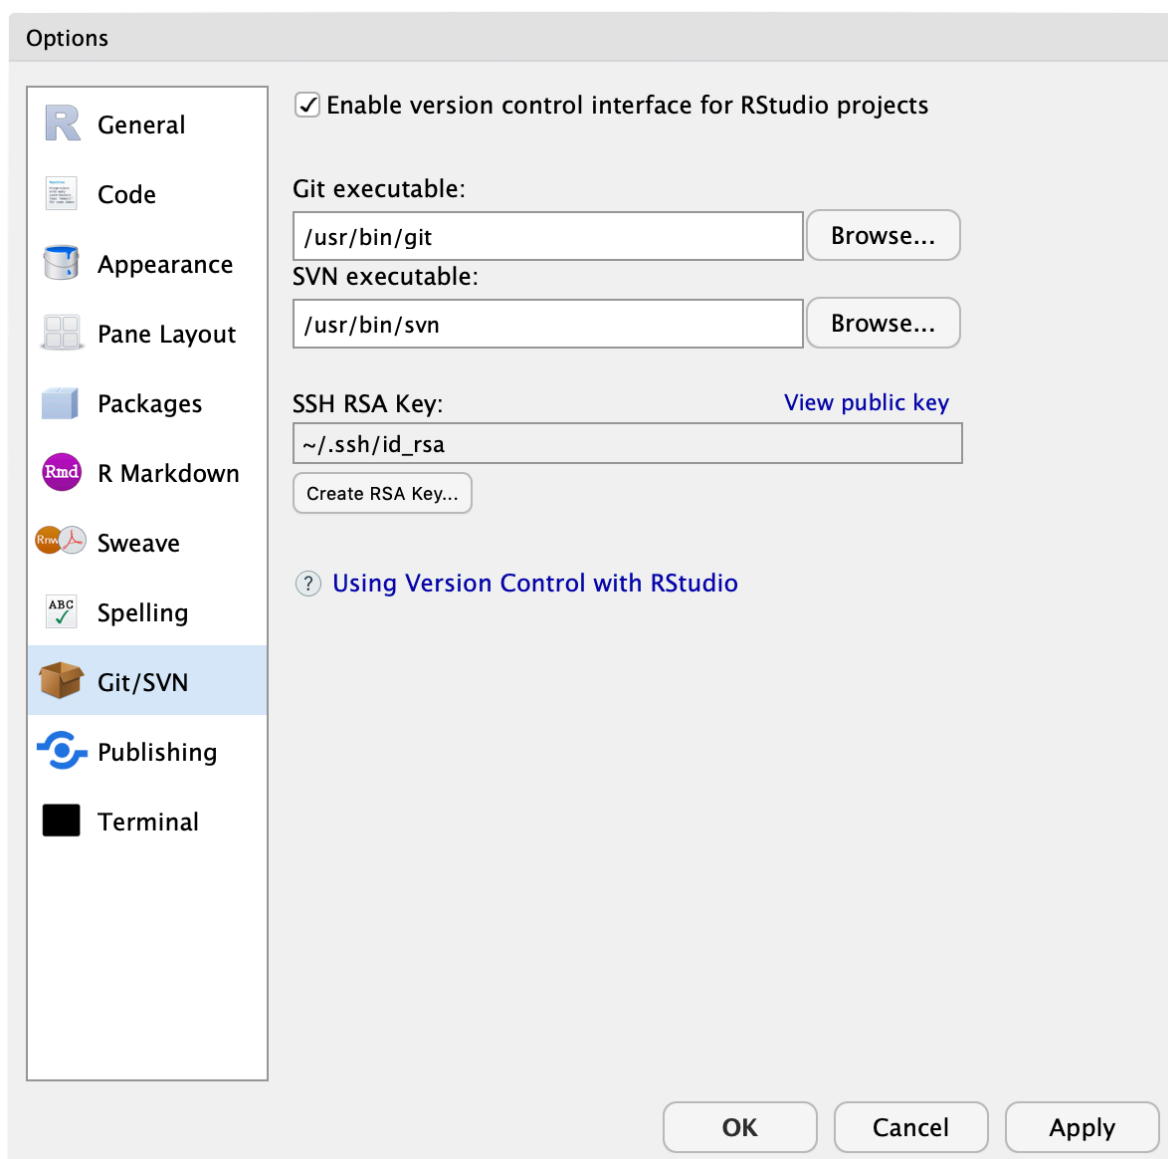 Options
General
Code
Appearance
Pane Layout
Packages
Rmd
R Markdown
Rnw
Sweave
ABC
Spelling
Git/SVN
Publishing
Terminal
Enable version control interface for RStudio projects
Git executable:
/usr/bin/git
Browse...
SVN executable:
/usr/bin/svn
Browse...
SSH RSA Key:
View public key
~/.ssh/id_rsa
Create RSA Key...
? Using Version Control with RStudio
OK
Cancel
Apply